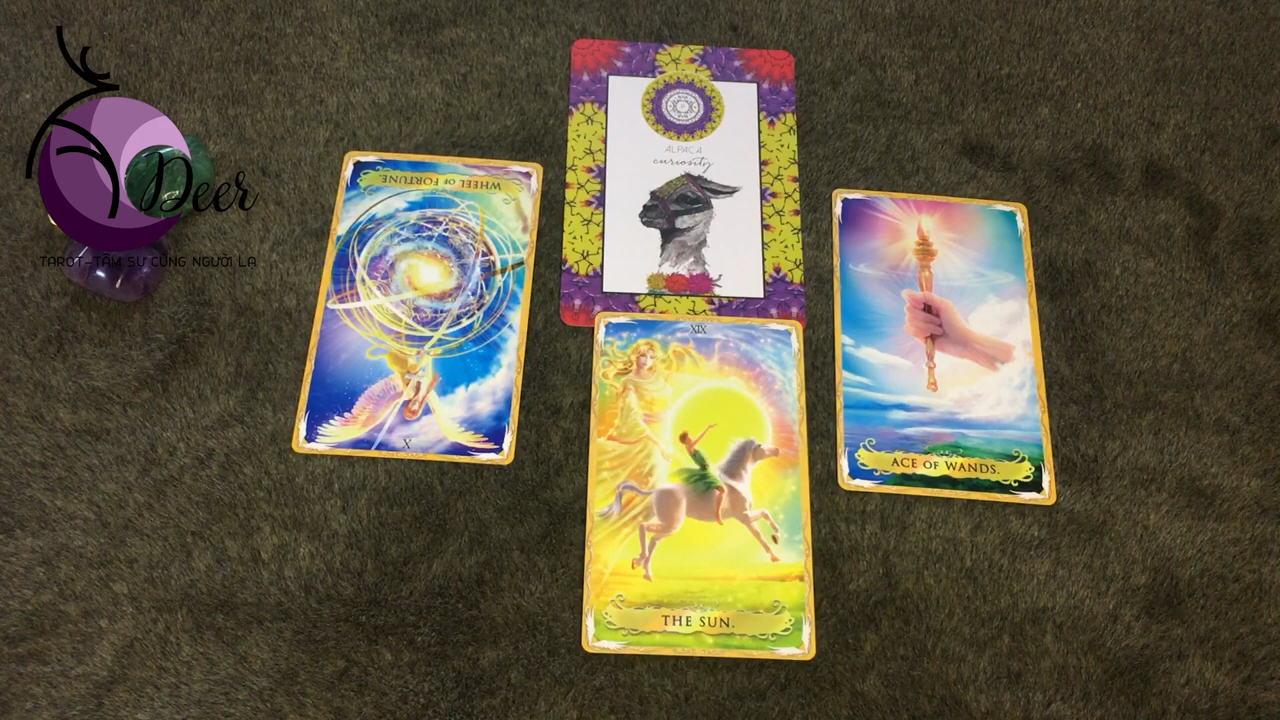 Deer
TAROT-TÂM SỰ CÙNG NGƯỜI LẠ
WHEEL OF FORTUNE
X
ALPACA
curiosity
XIX
THE SUN.
ACE OF WANDS.